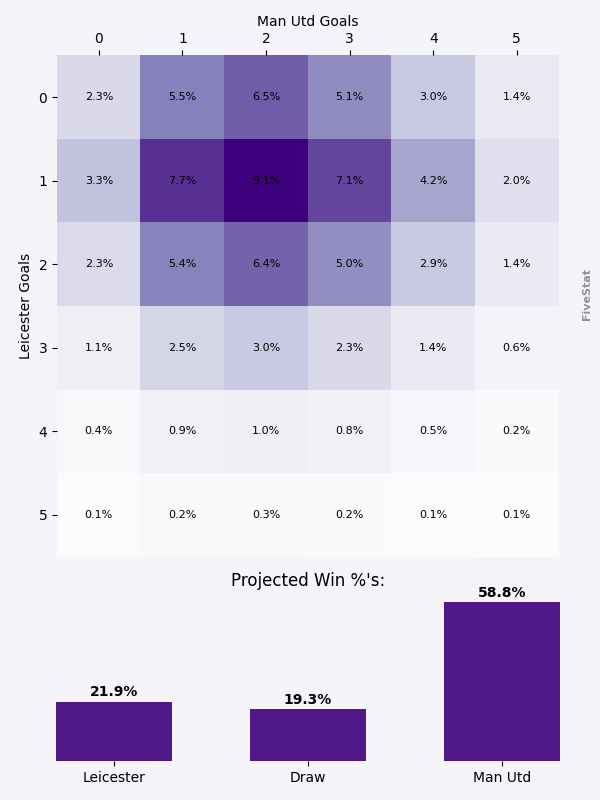 Man Utd Goals
0 1 2 3 4 5
0 2.3% 5.5% 6.5% 5.1% 3.0% 1.4%
1 3.3% 7.7% 9.1% 7.1% 4.2% 2.0%
2 2.3% 5.4% 6.4% 5.0% 2.9% 1.4%
3 1.1% 2.5% 3.0% 2.3% 1.4% 0.6%
4 0.4% 0.9% 1.0% 0.8% 0.5% 0.2%
5 0.1% 0.2% 0.3% 0.2% 0.1% 0.1%
Leicester Goals
FiveStat
Projected Win %'s:
21.9% 19.3% 58.8%
Leicester Draw Man Utd